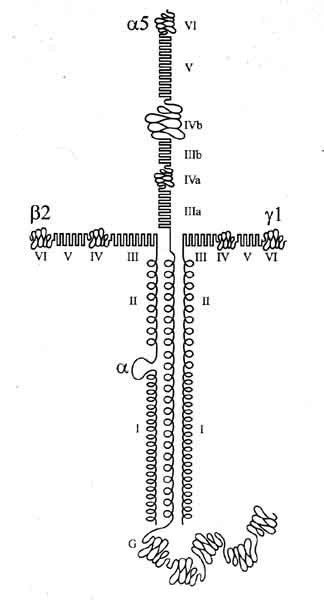 α5 VI
V
IVb
IIIb
IVa
IIIa
β2 γ1
VI V IV III III IV V VI
II II
α
I I
G